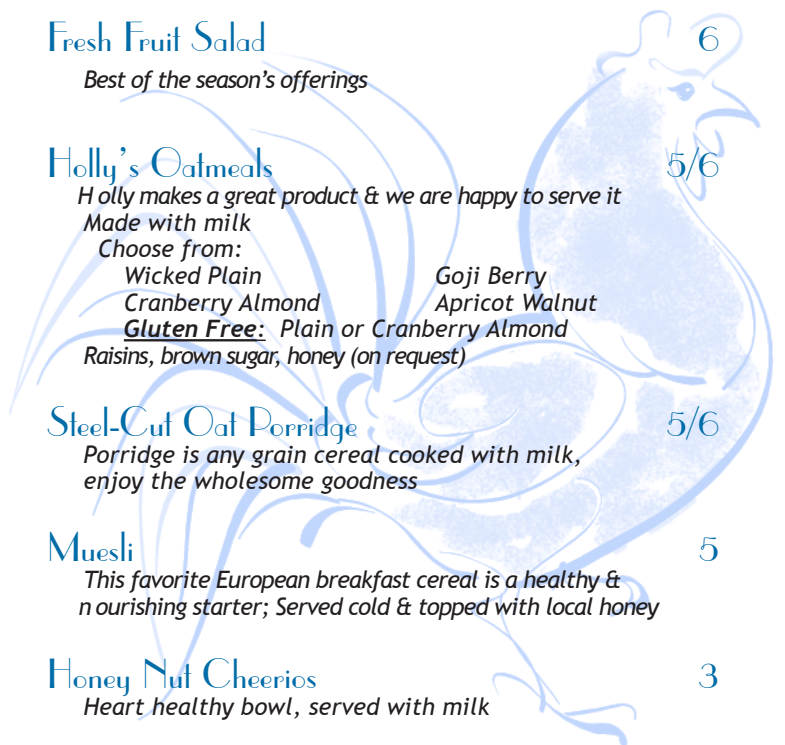 Fresh Fruit Salad 6
Best of the season's offerings
Holly's Oatmeals 5/6
H olly makes a great product & we are happy to serve it
Made with milk
Choose from:
Wicked Plain Goji Berry
Cranberry Almond Apricot Walnut
Gluten Free: Plain or Cranberry Almond
Raisins, brown sugar, honey (on request)
Steel-Cut Oat Porridge 5/6
Porridge is any grain cereal cooked with milk,
enjoy the wholesome goodness
Muesli 5
This favorite European breakfast cereal is a healthy &
n ourishing starter; Served cold & topped with local honey
Honey Nut Cheerios 3
Heart healthy bowl, served with milk